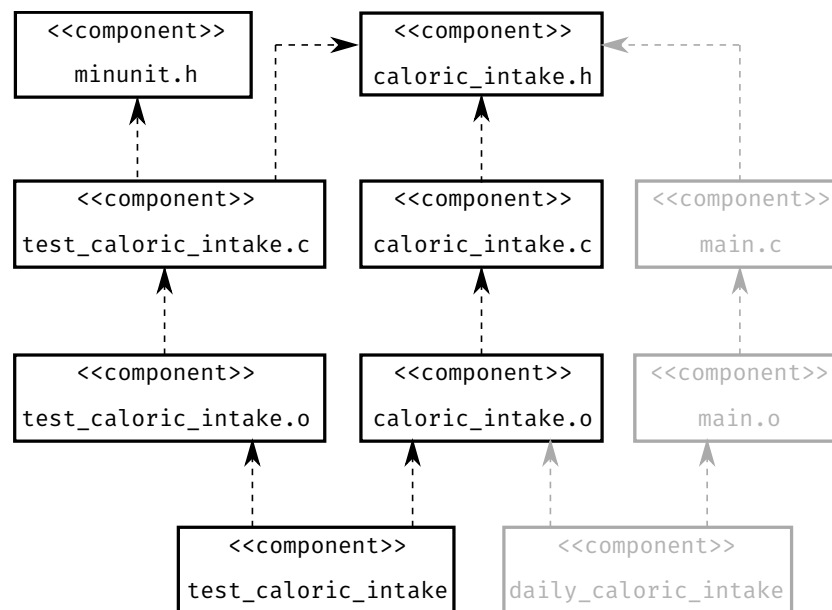 <<component>>
minunit.h
<<component>>
caloric_intake.h
<<component>>
test_caloric_intake.c
<<component>>
caloric_intake.c
<<component>>
main.c
<<component>>
test_caloric_intake.o
<<component>>
caloric_intake.o
<<component>>
main.o
<<component>>
test_caloric_intake
<<component>>
daily_caloric_intake